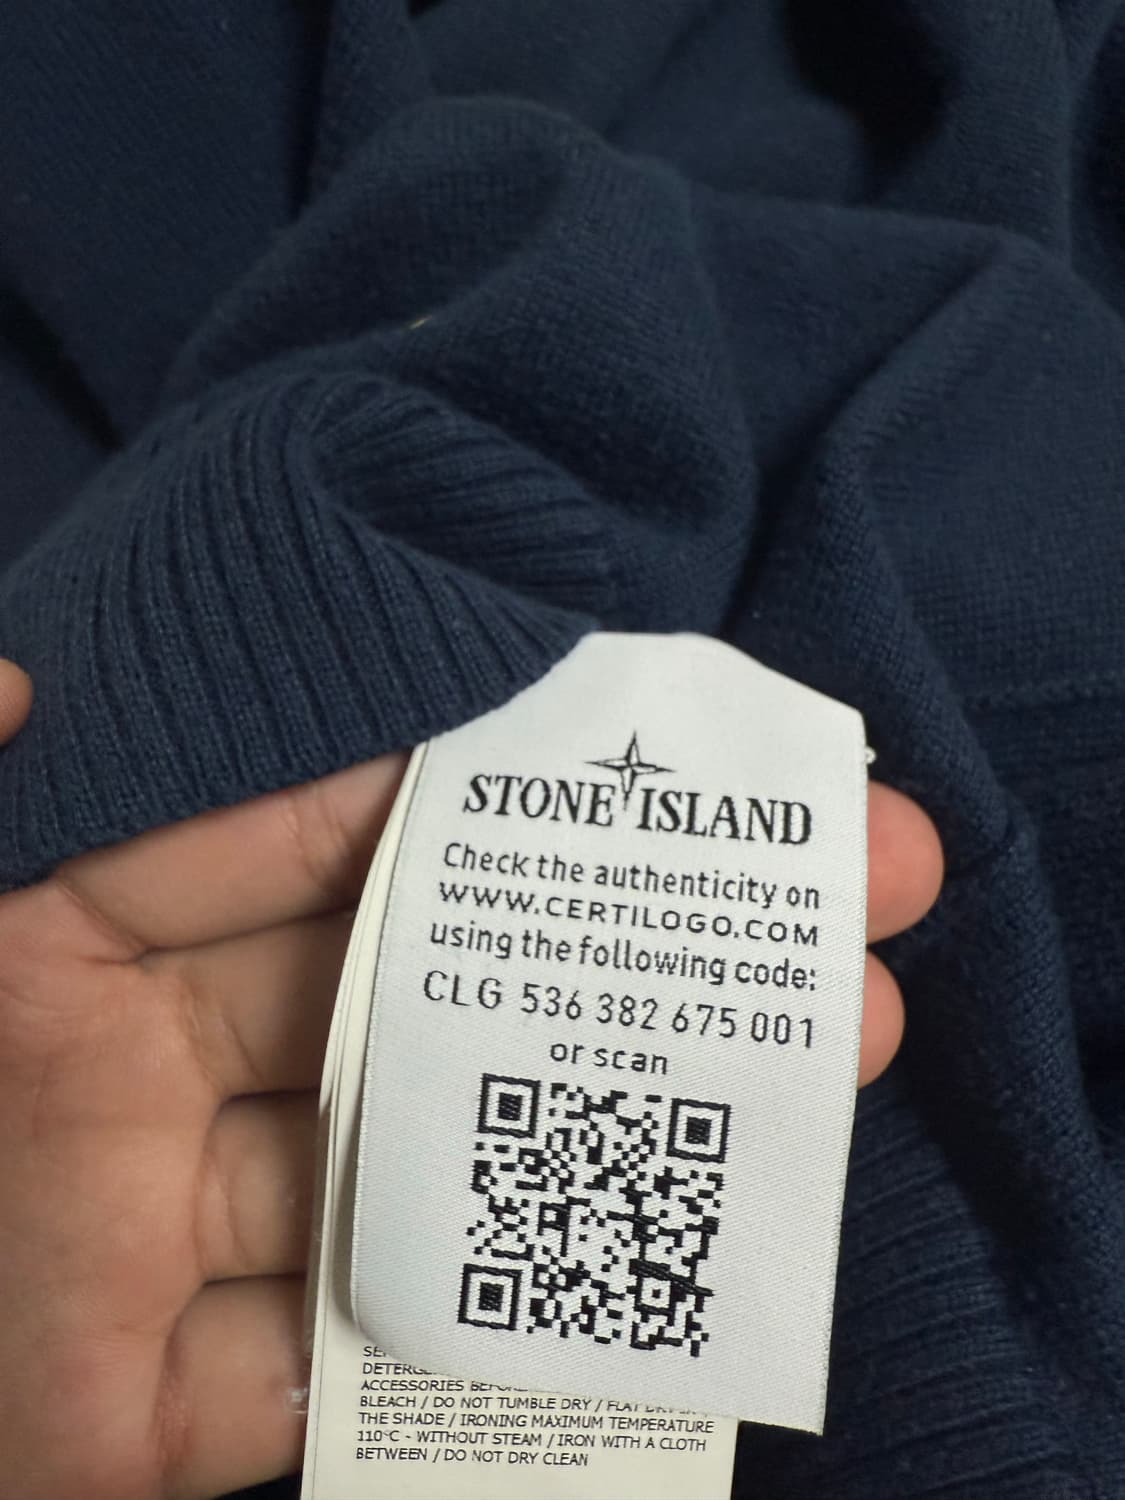 STONE ISLAND
Check the authenticity on
WWW.CERTILOGO.COM
using the following code:
CLG 536 382 675 001
or scan
ACCESSORIES
BLEACH / DO NOT TUMBLE DRY / FLAT
THE SHADE / IRONING MAXIMUM TEMPERATURE
110°C - WITHOUT STEAM / IRON WITH A CLOTH
BETWEEN / DO NOT DRY CLEAN